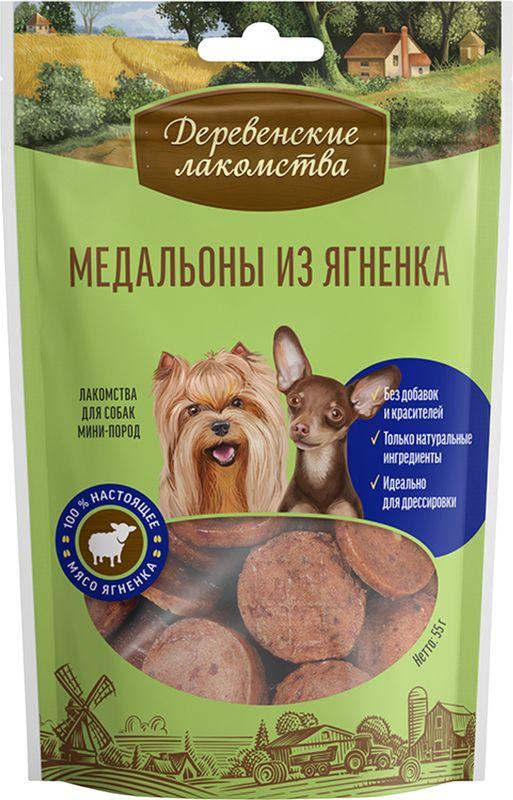 Деревенские
лакомства
МЕДАЛЬОНЫ ИЗ ЯГНЕНКА
ЛАКОМСТВА
ДЛЯ СОБАК
МИНИ-ПОРОД
✓ Без добавок
и красителей
✓ Только натуральные
ингредиенты
✓ Идеально
для дрессировки
100 % НАСТОЯЩЕЕ
МЯСО ЯГНЕНКА
Нетто: 55 г